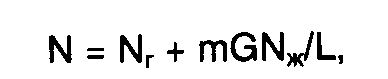 N = Nг + mGNж/L,